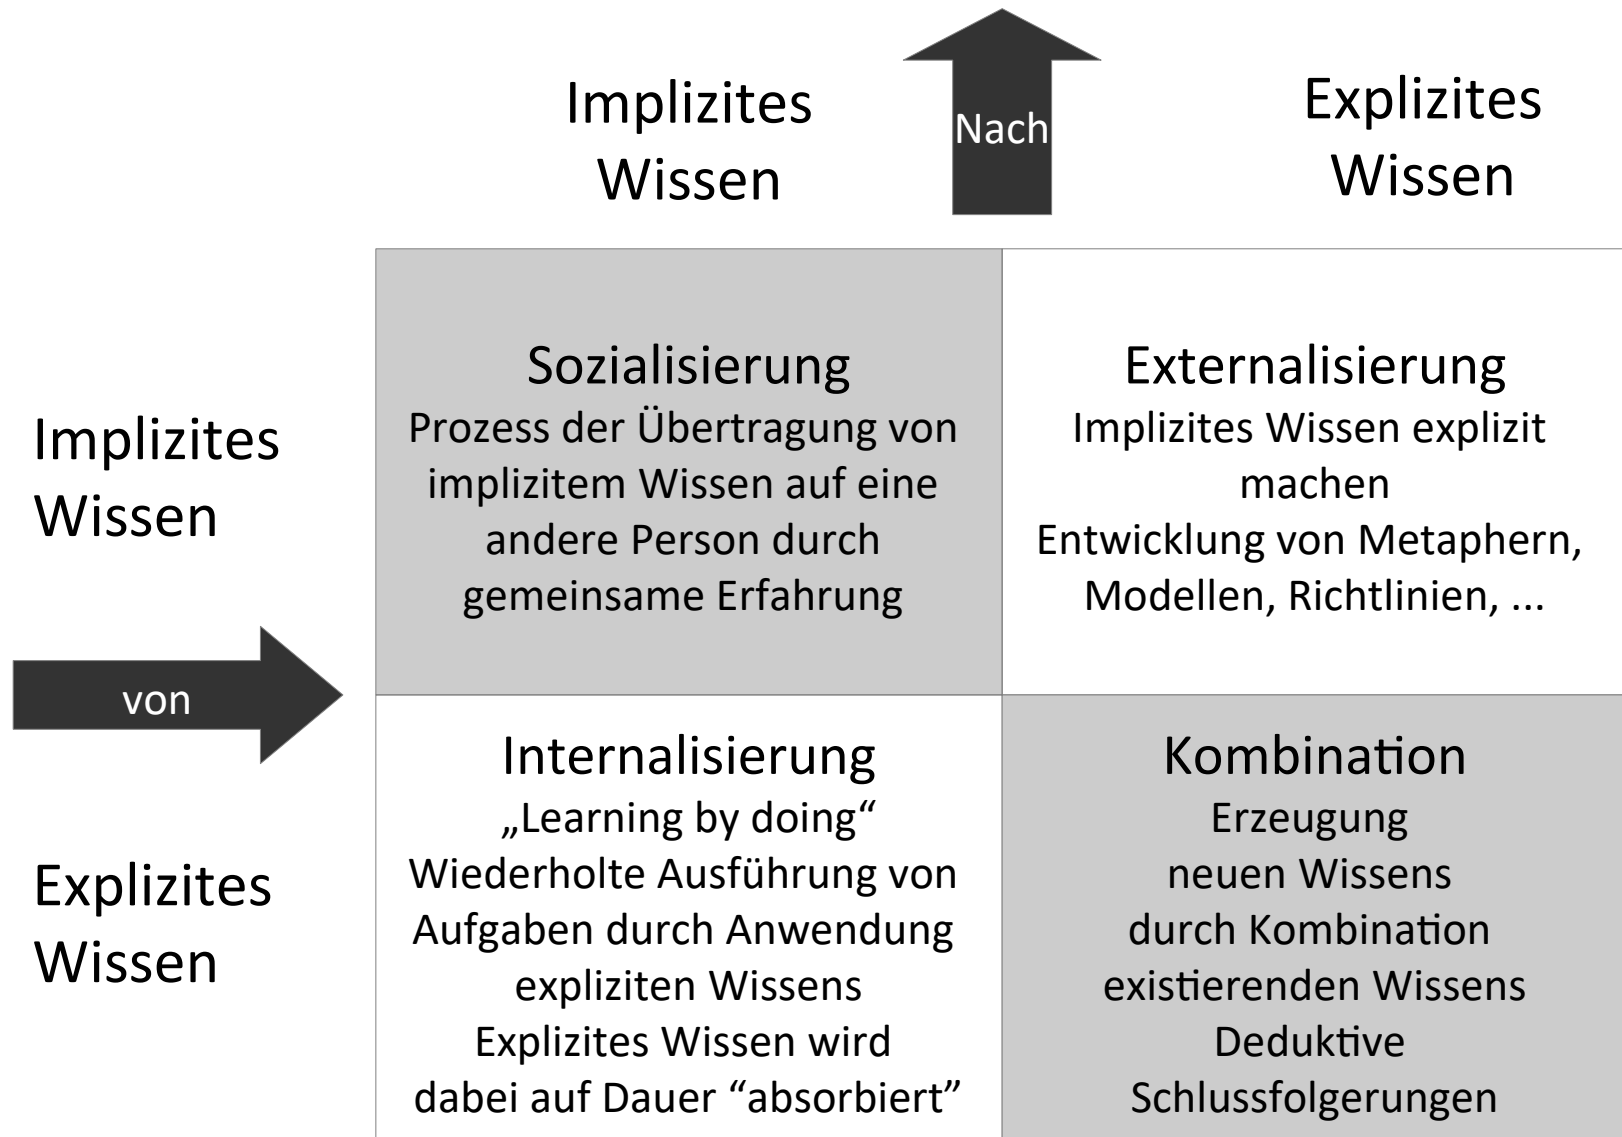 Implizites
Wissen
Nach
Explizites
Wissen
Implizites
Wissen
Sozialisierung
Prozess der Übertragung von
implizitem Wissen auf eine
andere Person durch
gemeinsame Erfahrung
Externalisierung
Implizites Wissen explizit
machen
Entwicklung von Metaphern,
Modellen, Richtlinien, ...
von
Explizites
Wissen
Internalisierung
„Learning by doing“
Wiederholte Ausführung von
Aufgaben durch Anwendung
expliziten Wissens
Explizites Wissen wird
dabei auf Dauer “absorbiert”
Kombination
Erzeugung
neuen Wissens
durch Kombination
existierenden Wissens
Deduktive
Schlussfolgerungen